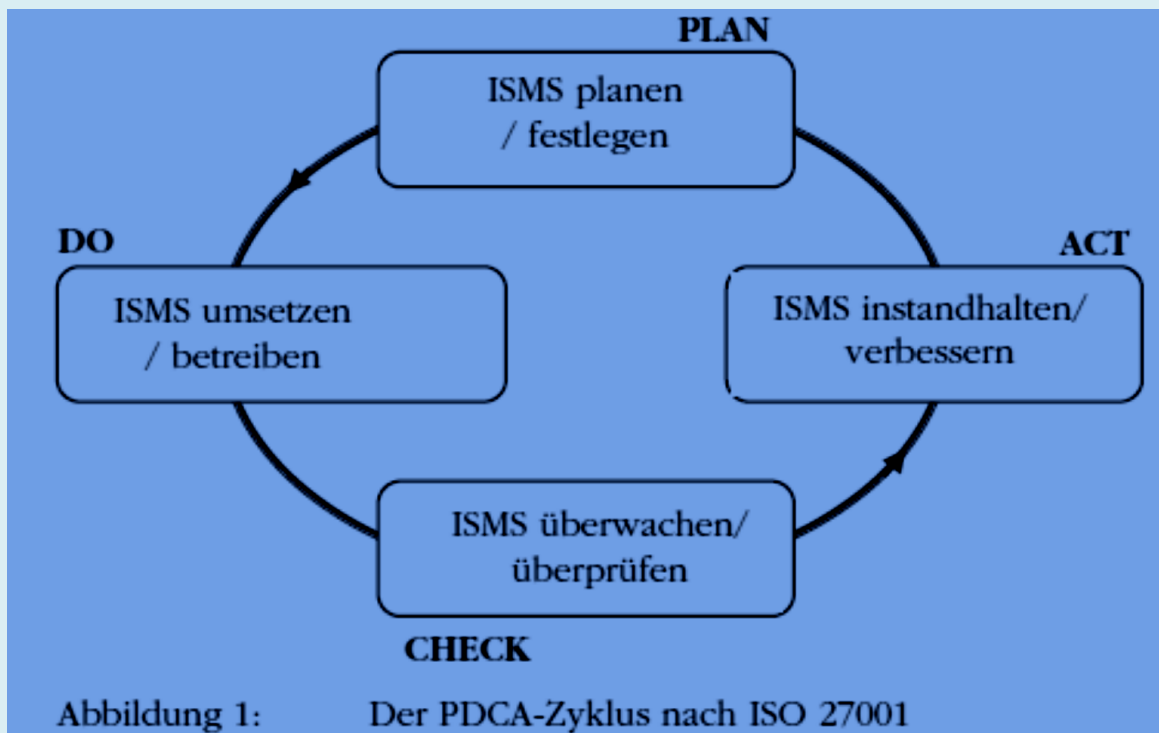 PLAN
ISMS planen
/ festlegen
DO
ISMS umsetzen
/ betreiben
ACT
ISMS instandhalten/
verbessern
ISMS überwachen/
überprüfen
CHECK
Abbildung 1: Der PDCA-Zyklus nach ISO 27001